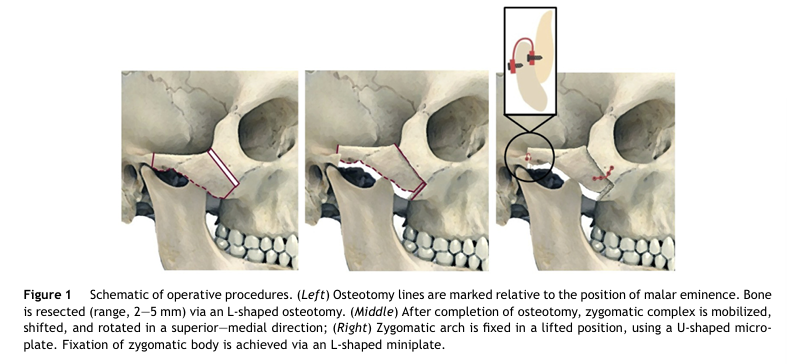 Figure 1 Schematic of operative procedures. (Left) Osteotomy lines are marked relative to the position of malar eminence. Bone
is resected (range, 2–5 mm) via an L-shaped osteotomy. (Middle) After completion of osteotomy, zygomatic complex is mobilized,
shifted, and rotated in a superior–medial direction; (Right) Zygomatic arch is fixed in a lifted position, using a U-shaped micro-
plate. Fixation of zygomatic body is achieved via an L-shaped miniplate.